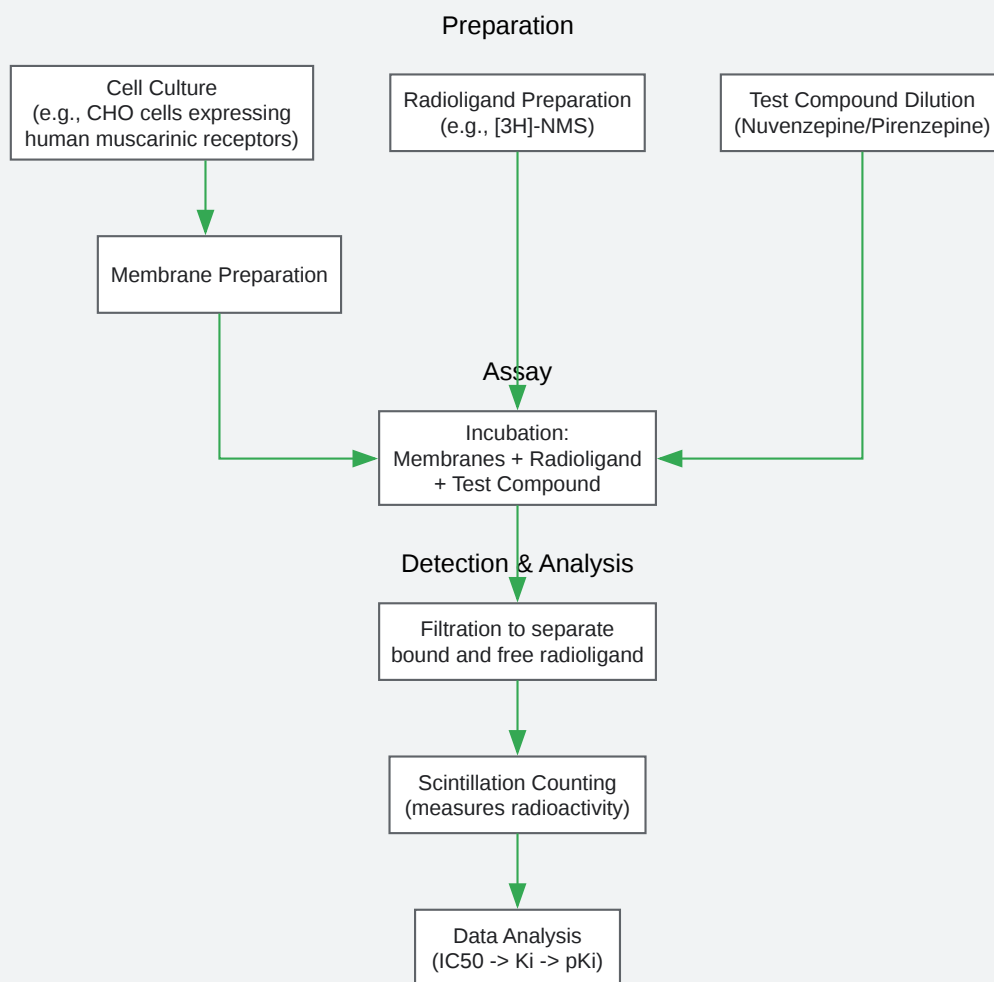 Preparation
Cell Culture
(e.g., CHO cells expressing
human muscarinic receptors)
Radioligand Preparation
(e.g., [3H]-NMS)
Test Compound Dilution
(Nuvenzepine/Pirenzepine)
Membrane Preparation
Assay
Incubation:
Membranes + Radioligand
+ Test Compound
Detection & Analysis
Filtration to separate
bound and free radioligand
Scintillation Counting
(measures radioactivity)
Data Analysis
(IC50 -> Ki -> pKi)